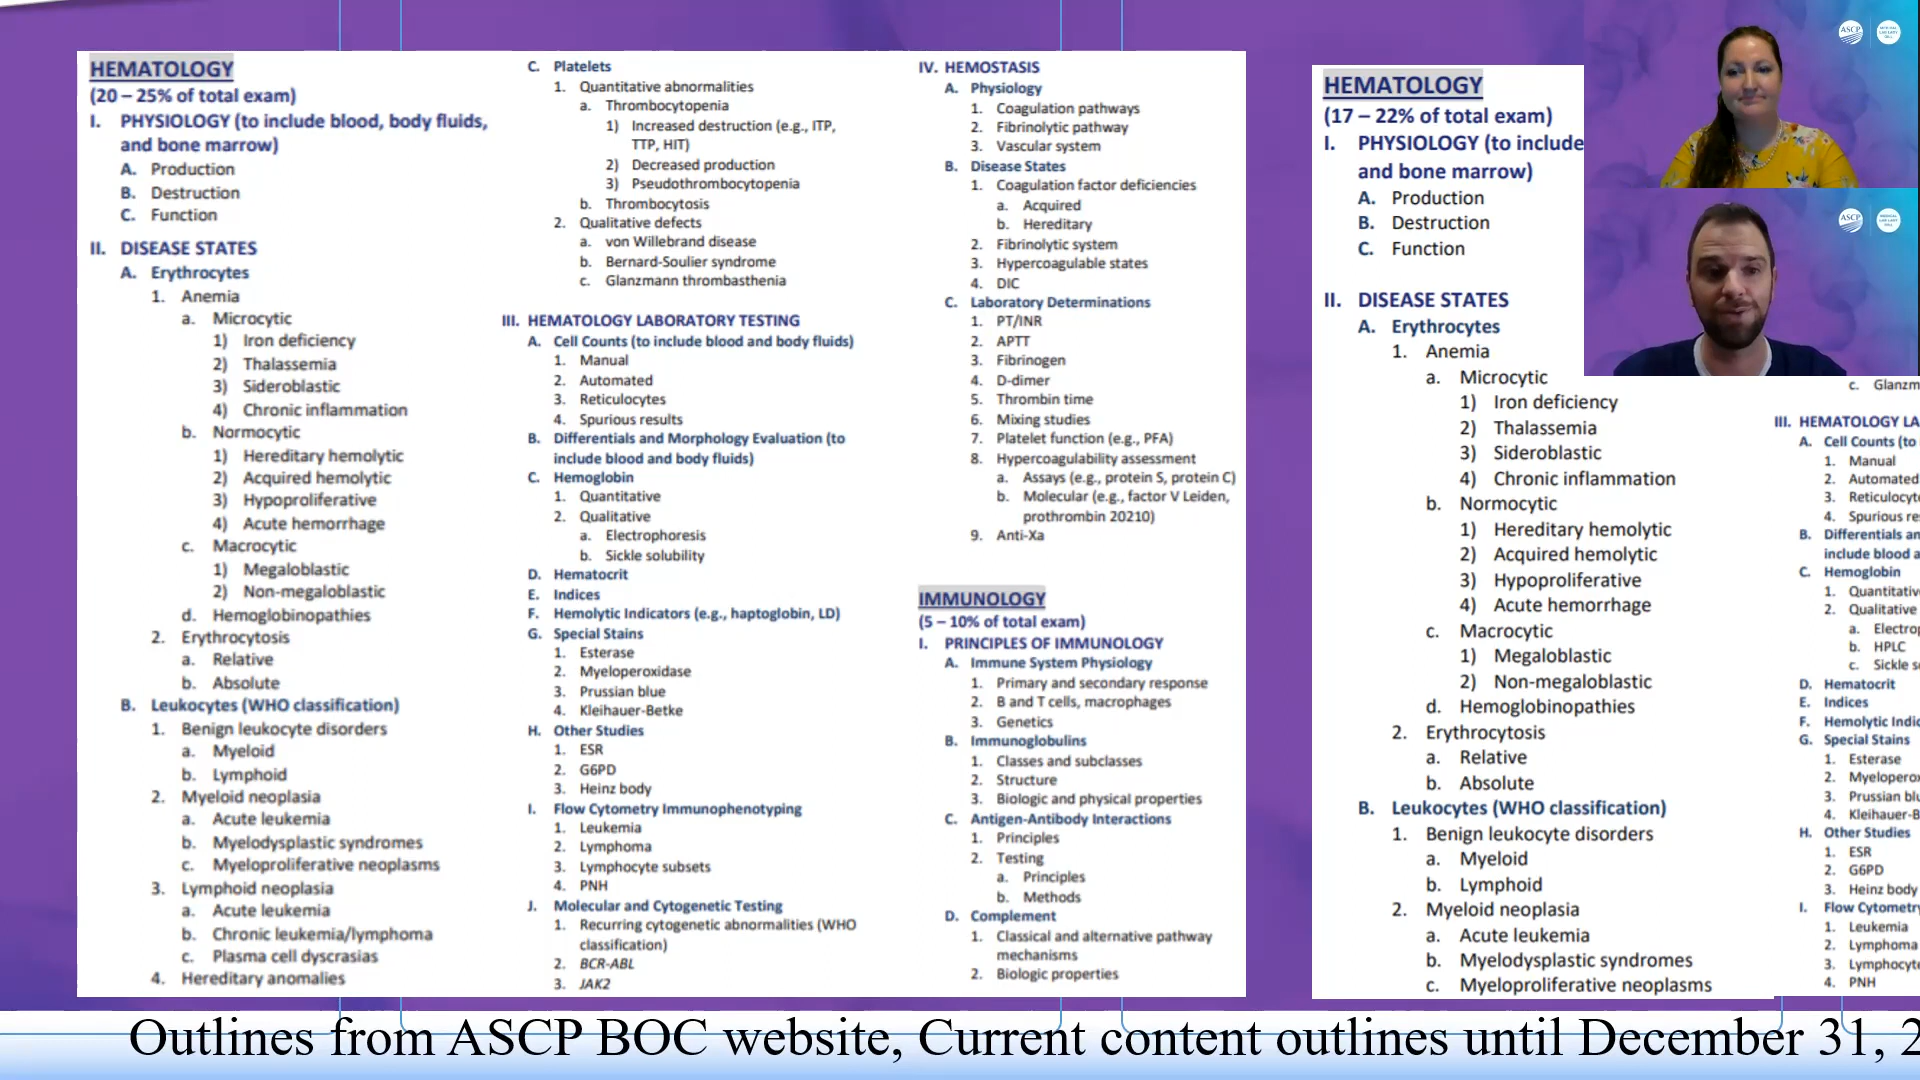 HEMATOLOGY
(20 – 25% of total exam)
I. PHYSIOLOGY (to include blood, body fluids,
and bone marrow)
A. Production
B. Destruction
C. Function
II. DISEASE STATES
A. Erythrocytes
1. Anemia
a. Microcytic
1) Iron deficiency
2) Thalassemia
3) Sideroblastic
4) Chronic inflammation
b. Normocytic
1) Hereditary hemolytic
2) Acquired hemolytic
3) Hypoproliferative
4) Acute hemorrhage
c. Macrocytic
1) Megaloblastic
2) Non-megaloblastic
d. Hemoglobinopathies
2. Erythrocytosis
a. Relative
b. Absolute
B. Leukocytes (WHO classification)
1. Benign leukocyte disorders
a. Myeloid
b. Lymphoid
2. Myeloid neoplasia
a. Acute leukemia
b. Myelodysplastic syndromes
c. Myeloproliferative neoplasms
3. Lymphoid neoplasia
a. Acute leukemia
b. Chronic leukemia/lymphoma
c. Plasma cell dyscrasias
4. Hereditary anomalies
C. Platelets
1. Quantitative abnormalities
a. Thrombocytopenia
1) Increased destruction (e.g., ITP,
TTP, HIT)
2) Decreased production
3) Pseudothrombocytopenia
b. Thrombocytosis
2. Qualitative defects
a. von Willebrand disease
b. Bernard-Soulier syndrome
c. Glanzmann thrombasthenia
III. HEMATOLOGY LABORATORY TESTING
A. Cell Counts (to include blood and body fluids)
1. Manual
2. Automated
3. Reticulocytes
4. Spurious results
B. Differentials and Morphology Evaluation (to
include blood and body fluids)
C. Hemoglobin
1. Quantitative
2. Qualitative
a. Electrophoresis
b. Sickle solubility
D. Hematocrit
E. Indices
F. Hemolytic Indicators (e.g., haptoglobin, LD)
G. Special Stains
1. Esterase
2. Myeloperoxidase
3. Prussian blue
4. Kleihauer-Betke
H. Other Studies
1. ESR
2. G6PD
3. Heinz body
I. Flow Cytometry Immunophenotyping
1. Leukemia
2. Lymphoma
3. Lymphocyte subsets
4. PNH
J. Molecular and Cytogenetic Testing
1. Recurring cytogenetic abnormalities (WHO
classification)
2. BCR-ABL
3. JAK2
IV. HEMOSTASIS
A. Physiology
1. Coagulation pathways
2. Fibrinolytic pathway
3. Vascular system
B. Disease States
1. Coagulation factor deficiencies
a. Acquired
b. Hereditary
2. Fibrinolytic system
3. Hypercoagulable states
4. DIC
C. Laboratory Determinations
1. PT/INR
2. APTT
3. Fibrinogen
4. D-dimer
5. Thrombin time
6. Mixing studies
7. Platelet function (e.g., PFA)
8. Hypercoagulability assessment
a. Assays (e.g., protein S, protein C)
b. Molecular (e.g., factor V Leiden,
prothrombin 20210)
9. Anti-Xa
IMMUNOLOGY
(5 – 10% of total exam)
I. PRINCIPLES OF IMMUNOLOGY
A. Immune System Physiology
1. Primary and secondary response
2. B and T cells, macrophages
3. Genetics
B. Immunoglobulins
1. Classes and subclasses
2. Structure
3. Biologic and physical properties
C. Antigen-Antibody Interactions
1. Principles
2. Testing
a. Principles
b. Methods
D. Complement
1. Classical and alternative pathway
mechanisms
2. Biologic properties
HEMATOLOGY
(17 – 22% of total exam)
I. PHYSIOLOGY (to include
and bone marrow)
A. Production
B. Destruction
C. Function
II. DISEASE STATES
A. Erythrocytes
1. Anemia
a. Microcytic
1) Iron deficiency
2) Thalassemia
3) Sideroblastic
4) Chronic inflammation
b. Normocytic
1) Hereditary hemolytic
2) Acquired hemolytic
3) Hypoproliferative
4) Acute hemorrhage
c. Macrocytic
1) Megaloblastic
2) Non-megaloblastic
d. Hemoglobinopathies
2. Erythrocytosis
a. Relative
b. Absolute
B. Leukocytes (WHO classification)
1. Benign leukocyte disorders
a. Myeloid
b. Lymphoid
2. Myeloid neoplasia
a. Acute leukemia
b. Myelodysplastic syndromes
c. Myeloproliferative neoplasms
c. Glanzm
III. HEMATOLOGY LA
A. Cell Counts (to
1. Manual
2. Automated
3. Reticulocyte
4. Spurious re
B. Differentials an
include blood a
C. Hemoglobin
1. Quantitative
2. Qualitative
a. Electrop
b. HPLC
c. Sickle s
D. Hematocrit
E. Indices
F. Hemolytic Indic
G. Special Stains
1. Esterase
2. Myeloperox
3. Prussian blu
4. Kleihauer-B
H. Other Studies
1. ESR
2. G6PD
3. Heinz body
I. Flow Cytometry
1. Leukemia
2. Lymphoma
3. Lymphocyte
4. PNH
ASCP
ASCP
Outlines from ASCP BOC website, Current content outlines until December 31, 2